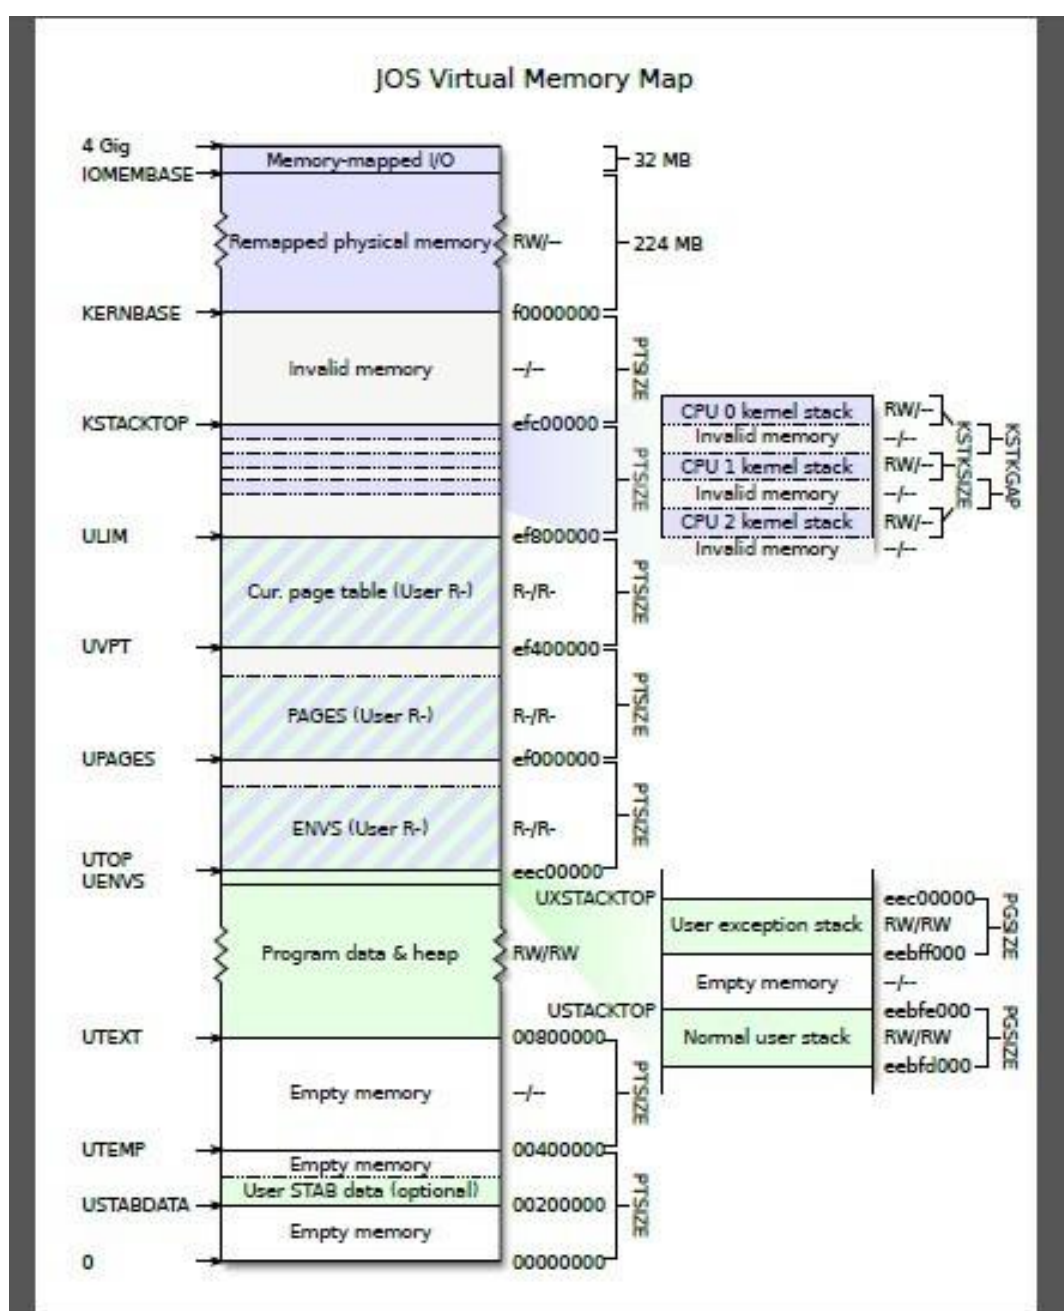 JOS Virtual Memory Map
4 Gig
Memory-mapped I/O
32 MB
IOMEMBASE
Remapped physical memory
RW/--
224 MB
KERNBASE
f0000000
Invalid memory
--/--
PTSIZE
KSTACKTOP
efc00000
PTSIZE
CPU 0 kernel stack
RW/--
Invalid memory
--/--
CPU 1 kernel stack
RW/--
Invalid memory
--/--
CPU 2 kernel stack
RW/--
Invalid memory
--/--
KSTKSIZE
KSTKGAP
ULIM
ef800000
Cur. page table (User R-)
R-/R-
PTSIZE
UVPT
ef400000
PAGES (User R-)
R-/R-
PTSIZE
UPAGES
ef000000
ENVS (User R-)
R-/R-
PTSIZE
UTOP
UENVS
eec00000
UXSTACKTOP
eec00000
User exception stack
RW/RW
PGSIZE
eebff000
Empty memory
--/--
USTACKTOP
eebfe000
Normal user stack
RW/RW
PGSIZE
eebfd000
Program data & heap
RW/RW
UTEXT
00800000
Empty memory
--/--
PTSIZE
UTEMP
00400000
Empty memory
User STAB data (optional)
PTSIZE
USTABDATA
00200000
Empty memory
0
00000000